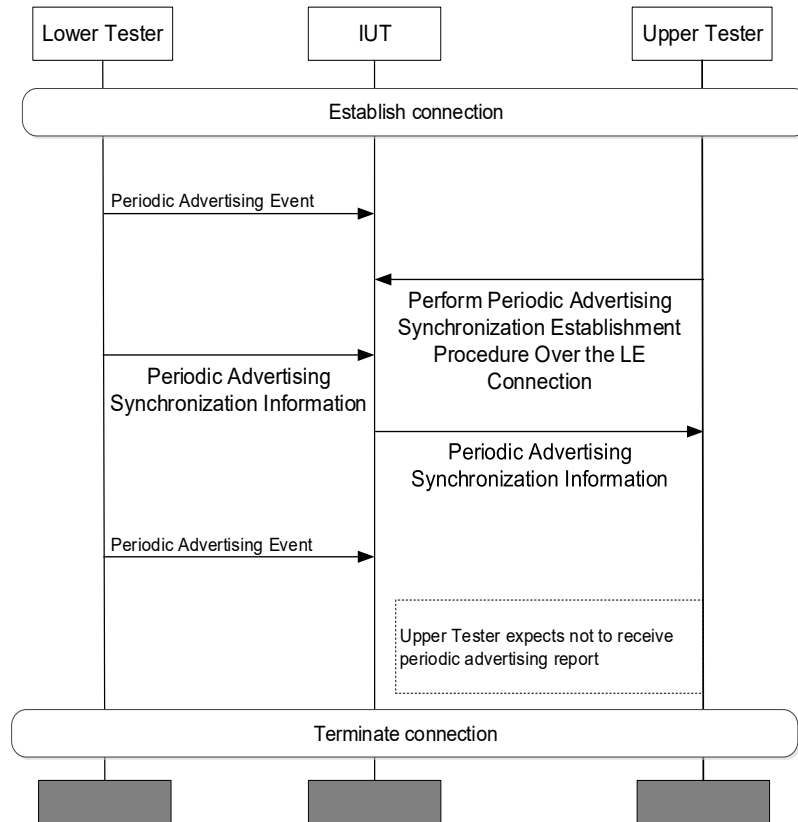 Lower Tester
IUT
Upper Tester
Establish connection
Periodic Advertising Event
Perform Periodic Advertising
Synchronization Establishment
Procedure Over the LE
Connection
Periodic Advertising
Synchronization Information
Periodic Advertising
Synchronization Information
Periodic Advertising Event
Upper Tester expects not to receive
periodic advertising report
Terminate connection